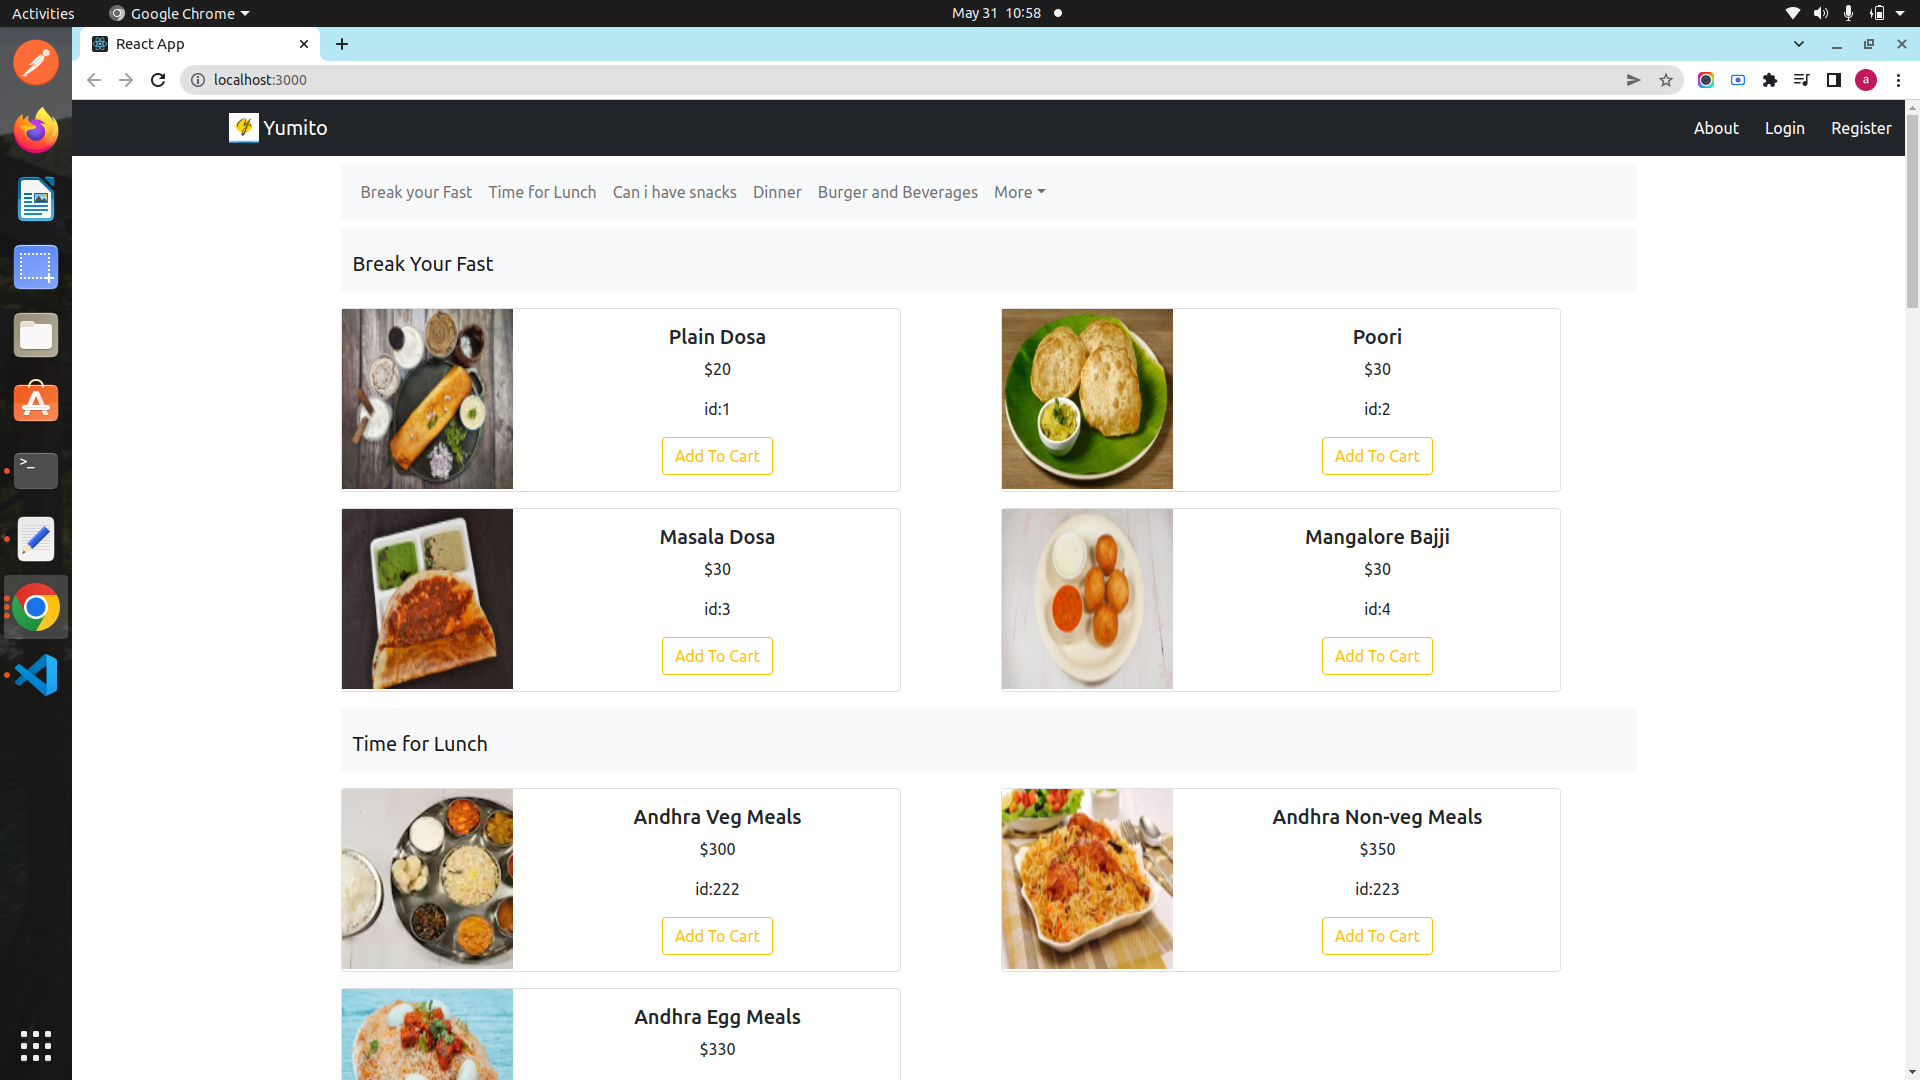 Activities Google Chrome May 31 10:58
React App
localhost:3000 a
Yumito About Login Register
Break your Fast Time for Lunch Can i have snacks Dinner Burger and Beverages More
Break Your Fast
Plain Dosa
$20
id:1
Add To Cart
Poori
$30
id:2
Add To Cart
Masala Dosa
$30
id:3
Add To Cart
Mangalore Bajji
$30
id:4
Add To Cart
Time for Lunch
Andhra Veg Meals
$300
id:222
Add To Cart
Andhra Non-veg Meals
$350
id:223
Add To Cart
Andhra Egg Meals
$330